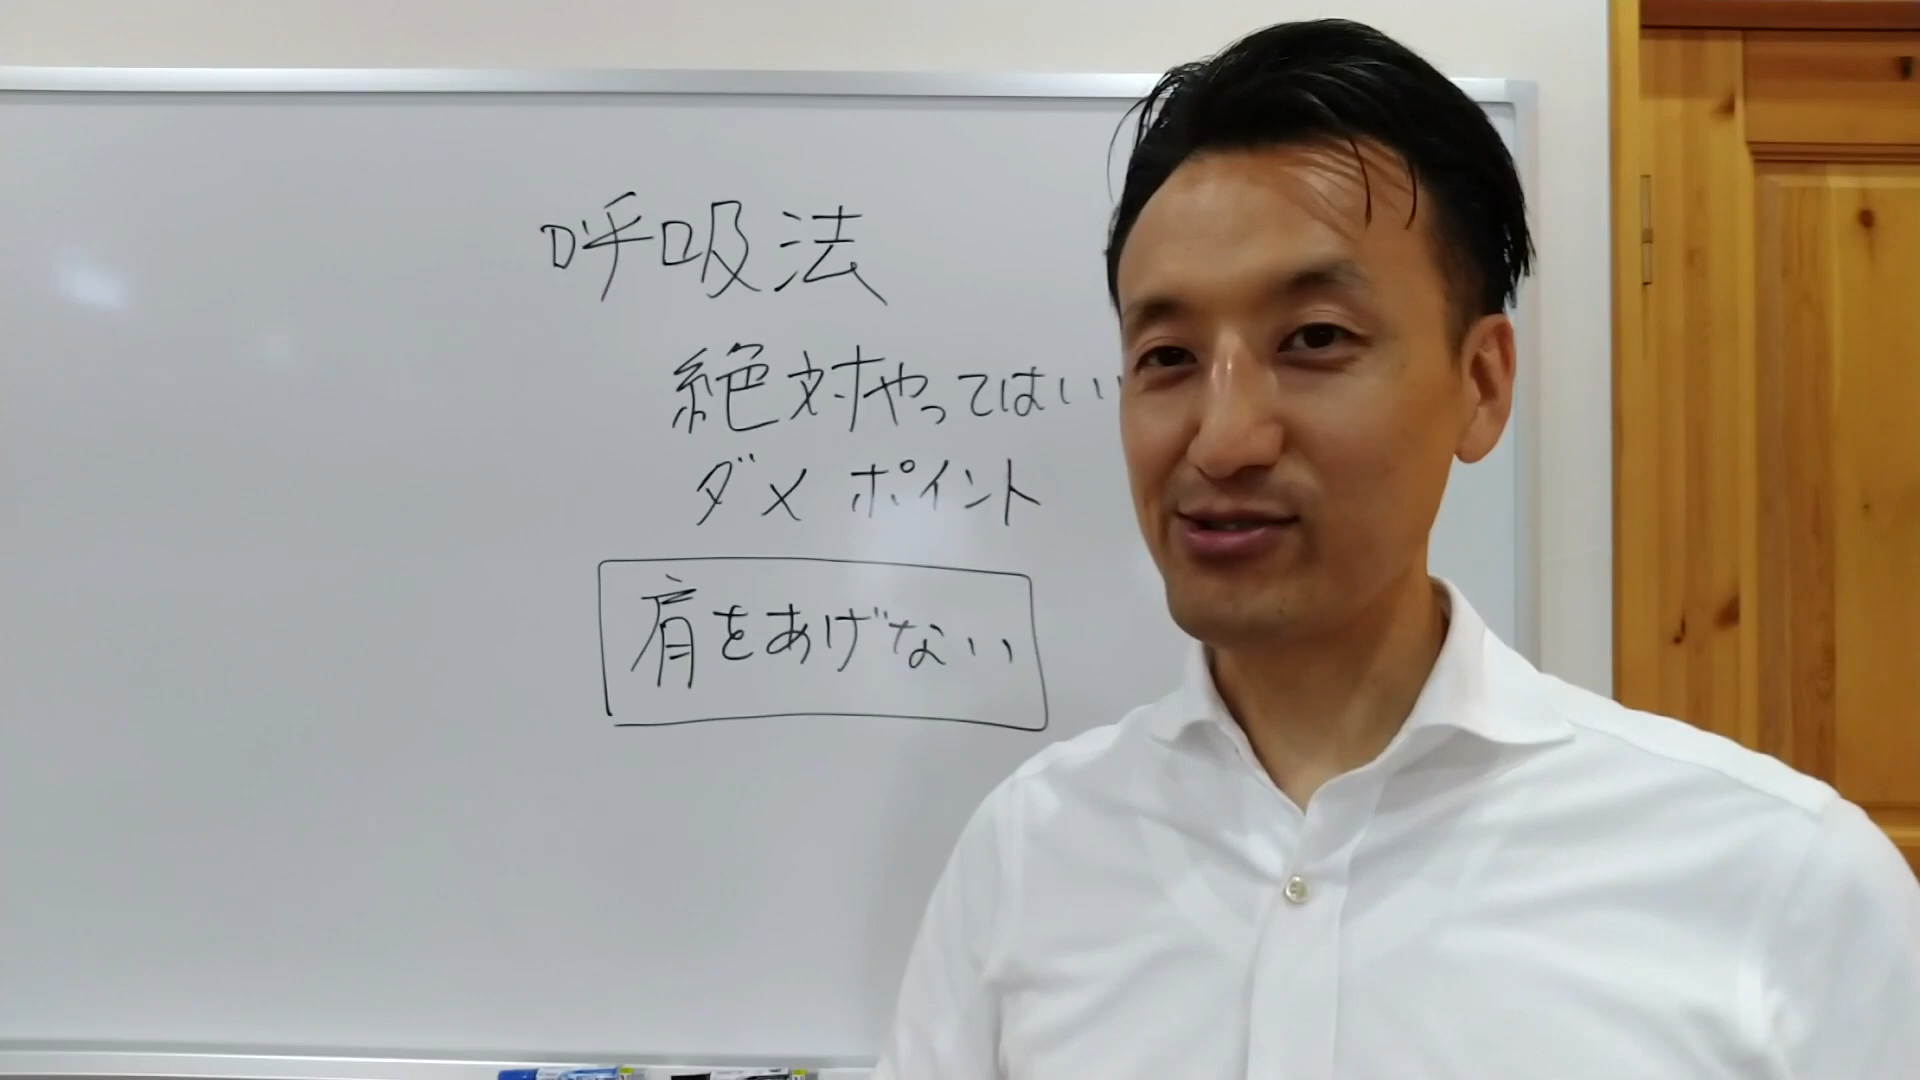 呼吸法
絶対やってはい
ダメ ポイント
肩をあげない